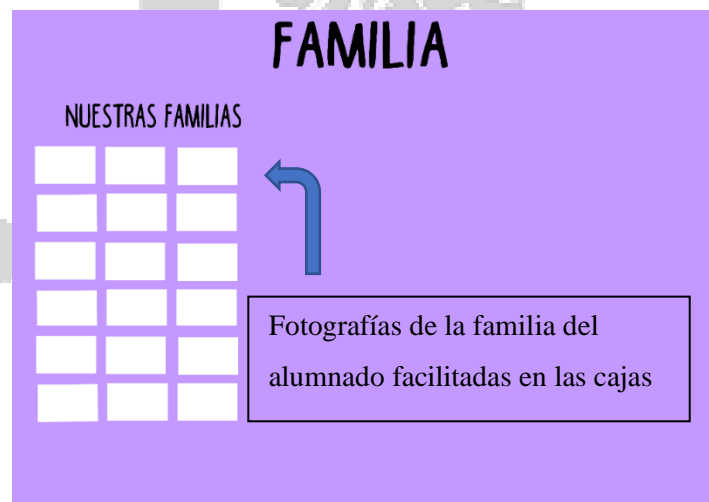 FAMILIA
NUESTRAS FAMILIAS
Fotografías de la familia del
alumnado facilitadas en las cajas